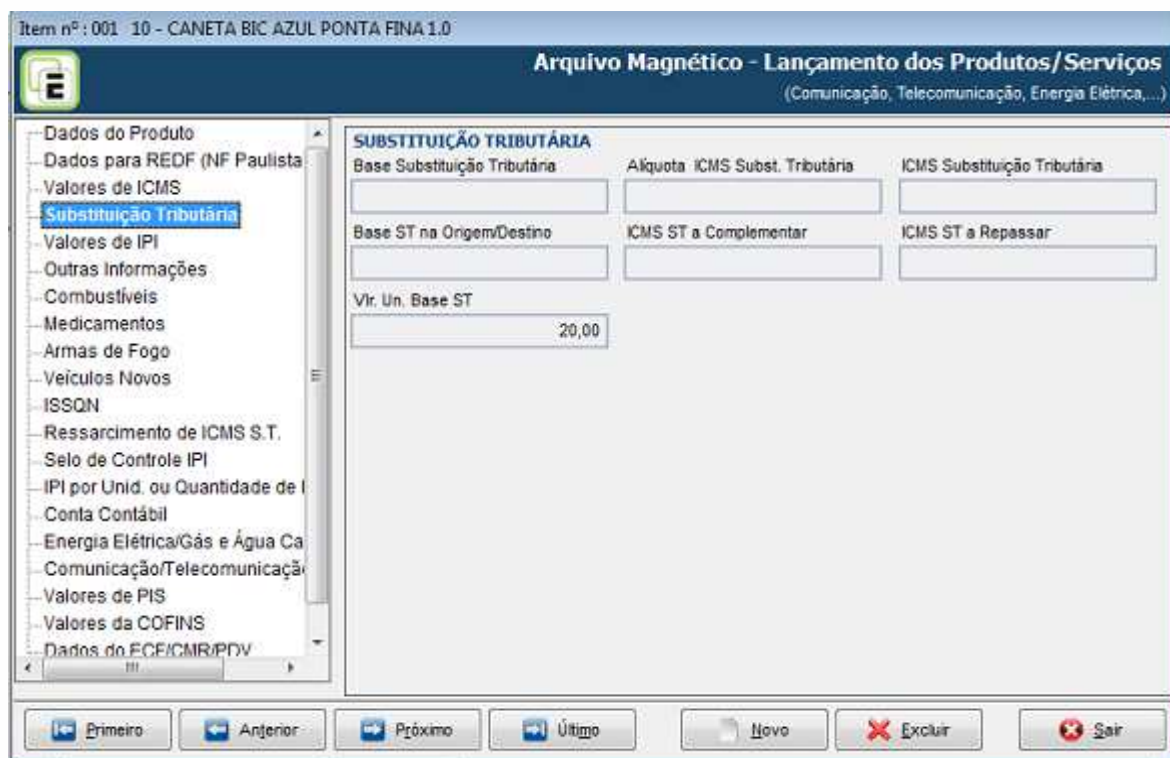 Item nº : 001 10 - CANETA BIC AZUL PONTA FINA 1.0
E
Arquivo Magnético - Lançamento dos Produtos/Serviços
(Comunicação, Telecomunicação, Energia Elétrica,...)
Dados do Produto
Dados para REDF (NF Paulista
Valores de ICMS
Substituição Tributária
Valores de IPI
Outras Informações
Combustíveis
Medicamentos
Armas de Fogo
Veículos Novos
ISSQN
Ressarcimento de ICMS S.T.
Selo de Controle IPI
IPI por Unid. ou Quantidade de
Conta Contábil
Energia Elétrica/Gás e Água Ca
Comunicação/Telecomunicaçã
Valores de PIS
Valores da COFINS
Dados do ECF/CMR/PDV
SUBSTITUIÇÃO TRIBUTÁRIA
Base Substituição Tributária Alíquota ICMS Subst. Tributária ICMS Substituição Tributária
Base ST na Origem/Destino ICMS ST a Complementar ICMS ST a Repassar
Vlr. Un. Base ST
20,00
Primeiro Anterior Próximo Último Novo Excluir Sair